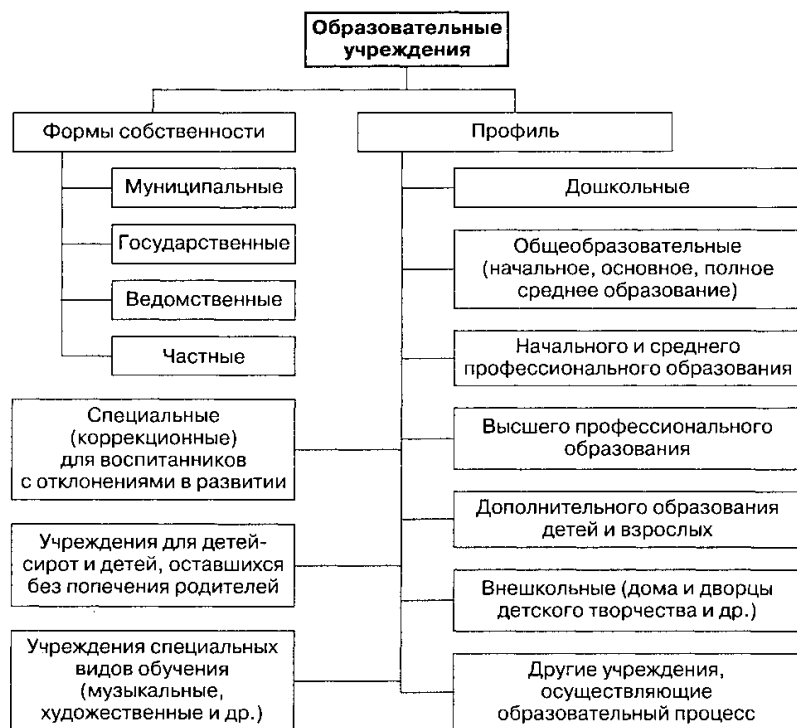 Образовательные
учреждения
Формы собственности
Профиль
Муниципальные
Государственные
Ведомственные
Частные
Специальные
(коррекционные)
для воспитанников
с отклонениями в развитии
Учреждения для детей-
сирот и детей, оставшихся
без попечения родителей
Учреждения специальных
видов обучения
(музыкальные,
художественные и др.)
Дошкольные
Общеобразовательные
(начальное, основное, полное
среднее образование)
Начального и среднего
профессионального образования
Высшего профессионального
образования
Дополнительного образования
детей и взрослых
Внешкольные (дома и дворцы
детского творчества и др.)
Другие учреждения,
осуществляющие
образовательный процесс